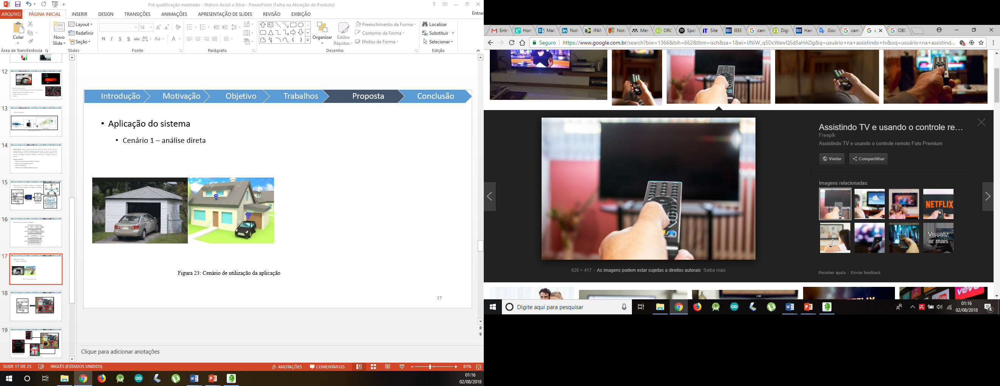 Pré qualificação mestrado - Walmir Acioli e Silva - PowerPoint (Falha na Ativação do Produto)
ARQUIVO PÁGINA INICIAL INSERIR DESIGN TRANSIÇÕES ANIMAÇÕES APRESENTAÇÃO DE SLIDES REVISÃO EXIBIÇÃO Entrar
Colar
Área de Transferência
Novo Slide
Layout
Redefinir
Seção
Slides
14
N I S S abc AV Aa A
Fonte
Parágrafo
Organizar
Estilos Rápidos
Preenchimento da Forma
Contorno da Forma
Efeitos de Forma
Desenho
Localizar
Substituir
Selecionar
Edição
12
13
14
15
16
17
18
19
Introdução Motivação Objetivo Trabalhos Proposta Conclusão
• Aplicação do sistema
• Cenário 1 – análise direta
Figura 23: Cenário de utilização da aplicação
17
Clique para adicionar anotações
SLIDE 17 DE 23 INGLÊS (ESTADOS UNIDOS) ANOTAÇÕES COMENTÁRIOS 81%
01:16
02/08/2018
Entr Hom Mail Noti IFAM Noti Men ORC Spot Site IEEE carr Digi Harc Goo carr u OBD
Seguro https://www.google.com.br/search?biw=1366&bih=662&tbm=isch&sa=1&ei=IJNiW_q5DcWawQSd5aHADg&q=usuário+na+assistindo+tv&oq=usuário+na+assistind...
Assistindo TV e usando o controle re...
Freepik
Assistindo TV e usando o controle remoto Foto Premium
Visitar Compartilhar
Imagens relacionadas:
NETFLIX
Visualiz
ar mais
626 × 417 - As imagens podem estar sujeitas a direitos autorais Saiba mais
Receber ajuda - Enviar feedback
vevo
Digite aqui para pesquisar
01:16
02/08/2018
4